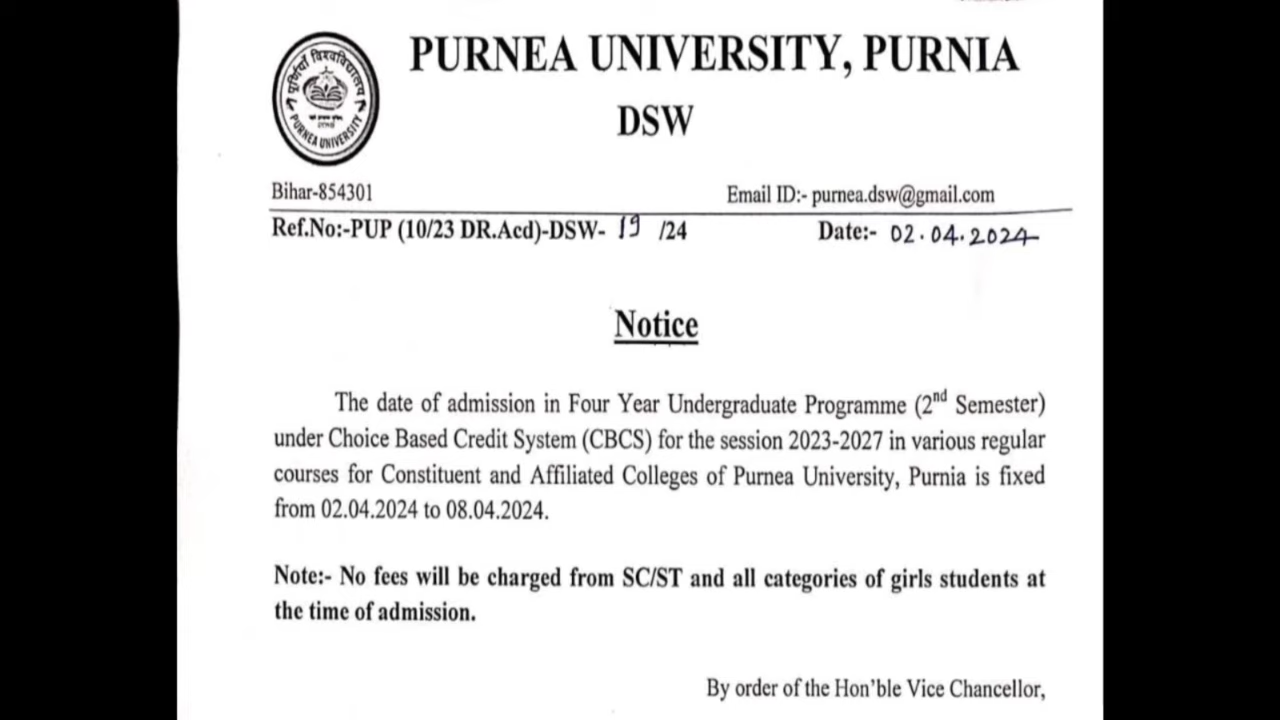 पूर्णियाँ विश्वविद्यालय
PURNEA UNIVERSITY
PURNEA UNIVERSITY, PURNIA
DSW
Bihar-854301 Email ID:- purnea.dsw@gmail.com
Ref.No:-PUP (10/23 DR.Acd)-DSW- 19 /24 Date:- 02.04.2024
Notice
The date of admission in Four Year Undergraduate Programme (2nd Semester)
under Choice Based Credit System (CBCS) for the session 2023-2027 in various regular
courses for Constituent and Affiliated Colleges of Purnea University, Purnia is fixed
from 02.04.2024 to 08.04.2024.
Note:- No fees will be charged from SC/ST and all categories of girls students at
the time of admission.
By order of the Hon'ble Vice Chancellor,